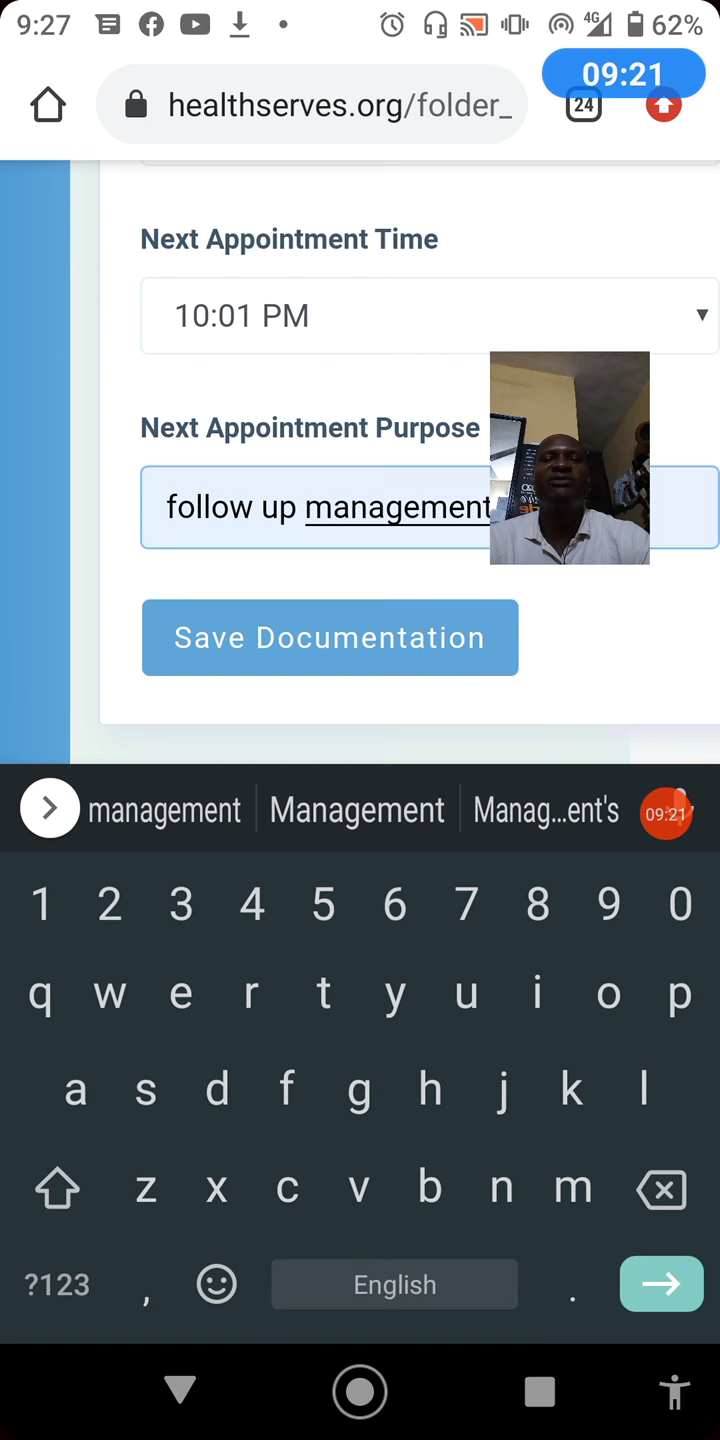 9:27 4G 62%
09:21
healthserves.org/folder_ 24
Next Appointment Time
10:01 PM
Next Appointment Purpose
follow up management
Save Documentation
management Management Manag...ent's 09:21
1 2 3 4 5 6 7 8 9 0
q w e r t y u i o p
a s d f g h j k l
z x c v b n m
?123 , English .